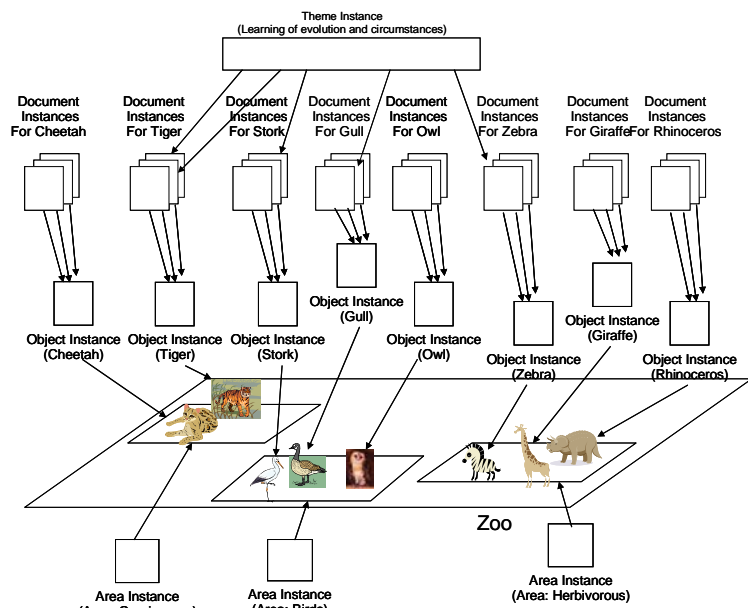 Theme Instance
(Learning of evolution and circumstances)
Document
Instances
For Cheetah
Document
Instances
For Tiger
Document
Instances
For Stork
Document
Instances
For Gull
Document
Instances
For Owl
Document
Instances
For Zebra
Document
Instances
For Giraffe
Document
Instances
For Rhinoceros
Object Instance
(Cheetah)
Object Instance
(Tiger)
Object Instance
(Stork)
Object Instance
(Gull)
Object Instance
(Owl)
Object Instance
(Zebra)
Object Instance
(Giraffe)
Object Instance
(Rhinoceros)
Zoo
Area Instance
Area Instance
(Area: Birds)
Area Instance
(Area: Herbivorous)